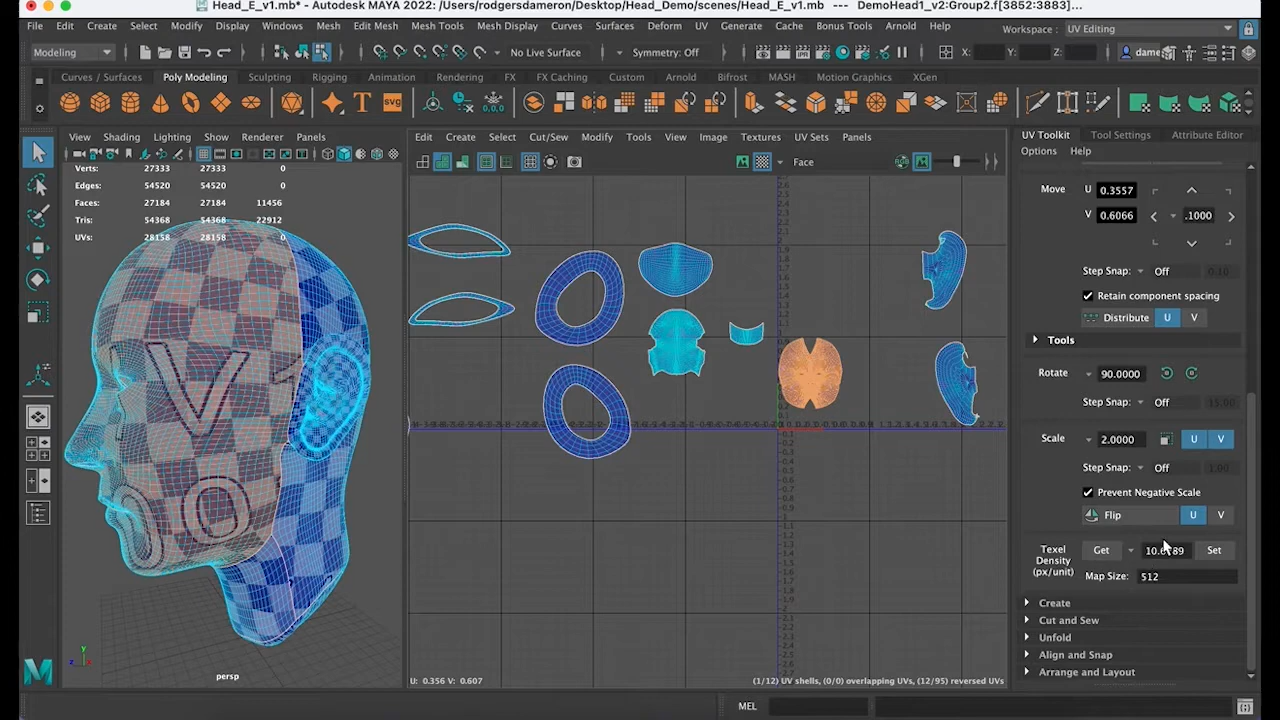 Head_E_v1.mb* - Autodesk MAYA 2022: /Users/rodgersdameron/Desktop/Head_Demo/scenes/Head_E_v1.mb --- DemoHead1_v2:Group2.f[3852:3883]...
File Edit Create Select Modify Display Windows Mesh Edit Mesh Mesh Tools Mesh Display Curves Surfaces Deform UV Generate Cache Bonus Tools Arnold Help Workspace: UV Editing
Modeling No Live Surface Symmetry: Off X: Y: Z: dame
Curves / Surfaces Poly Modeling Sculpting Rigging Animation Rendering FX FX Caching Custom Arnold Bifrost MASH Motion Graphics XGen
View Shading Lighting Show Renderer Panels
Verts: 27333 27333 0
Edges: 54520 54520 0
Faces: 27184 27184 11456
Tris: 54368 54368 22912
UVs: 28158 28158 0
V1
O
persp
Edit Create Select Cut/Sew Modify Tools View Image Textures UV Sets Panels
Face
U: 0.356 V: 0.607
(1/12) UV shells, (0/0) overlapping UVs, (12/95) reversed UVs
UV Toolkit Tool Settings Attribute Editor
Options Help
Move U 0.3557
V 0.6066 .1000
Step Snap: Off 0.10
Retain component spacing
Distribute U V
Tools
Rotate 90.0000
Step Snap: Off 15.00
Scale 2.0000 U V
Step Snap: Off 1.00
Prevent Negative Scale
Flip U V
Texel Density (px/unit) Get Set
Map Size: 512
Create
Cut and Sew
Unfold
Align and Snap
Arrange and Layout
MEL